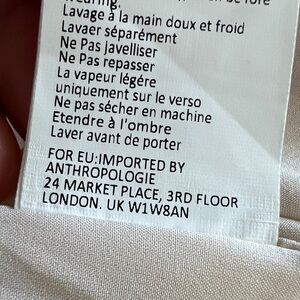 wearing.
Lavage à la main doux et froid
Lavaer séparément
Ne Pas javelliser
Ne Pas repasser
La vapeur légére
uniquement sur le verso
Ne pas sécher en machine
Etendre à l'ombre
Laver avant de porter
FOR EU:IMPORTED BY
ANTHROPOLOGIE
24 MARKET PLACE, 3RD FLOOR
LONDON. UK W1W8AN